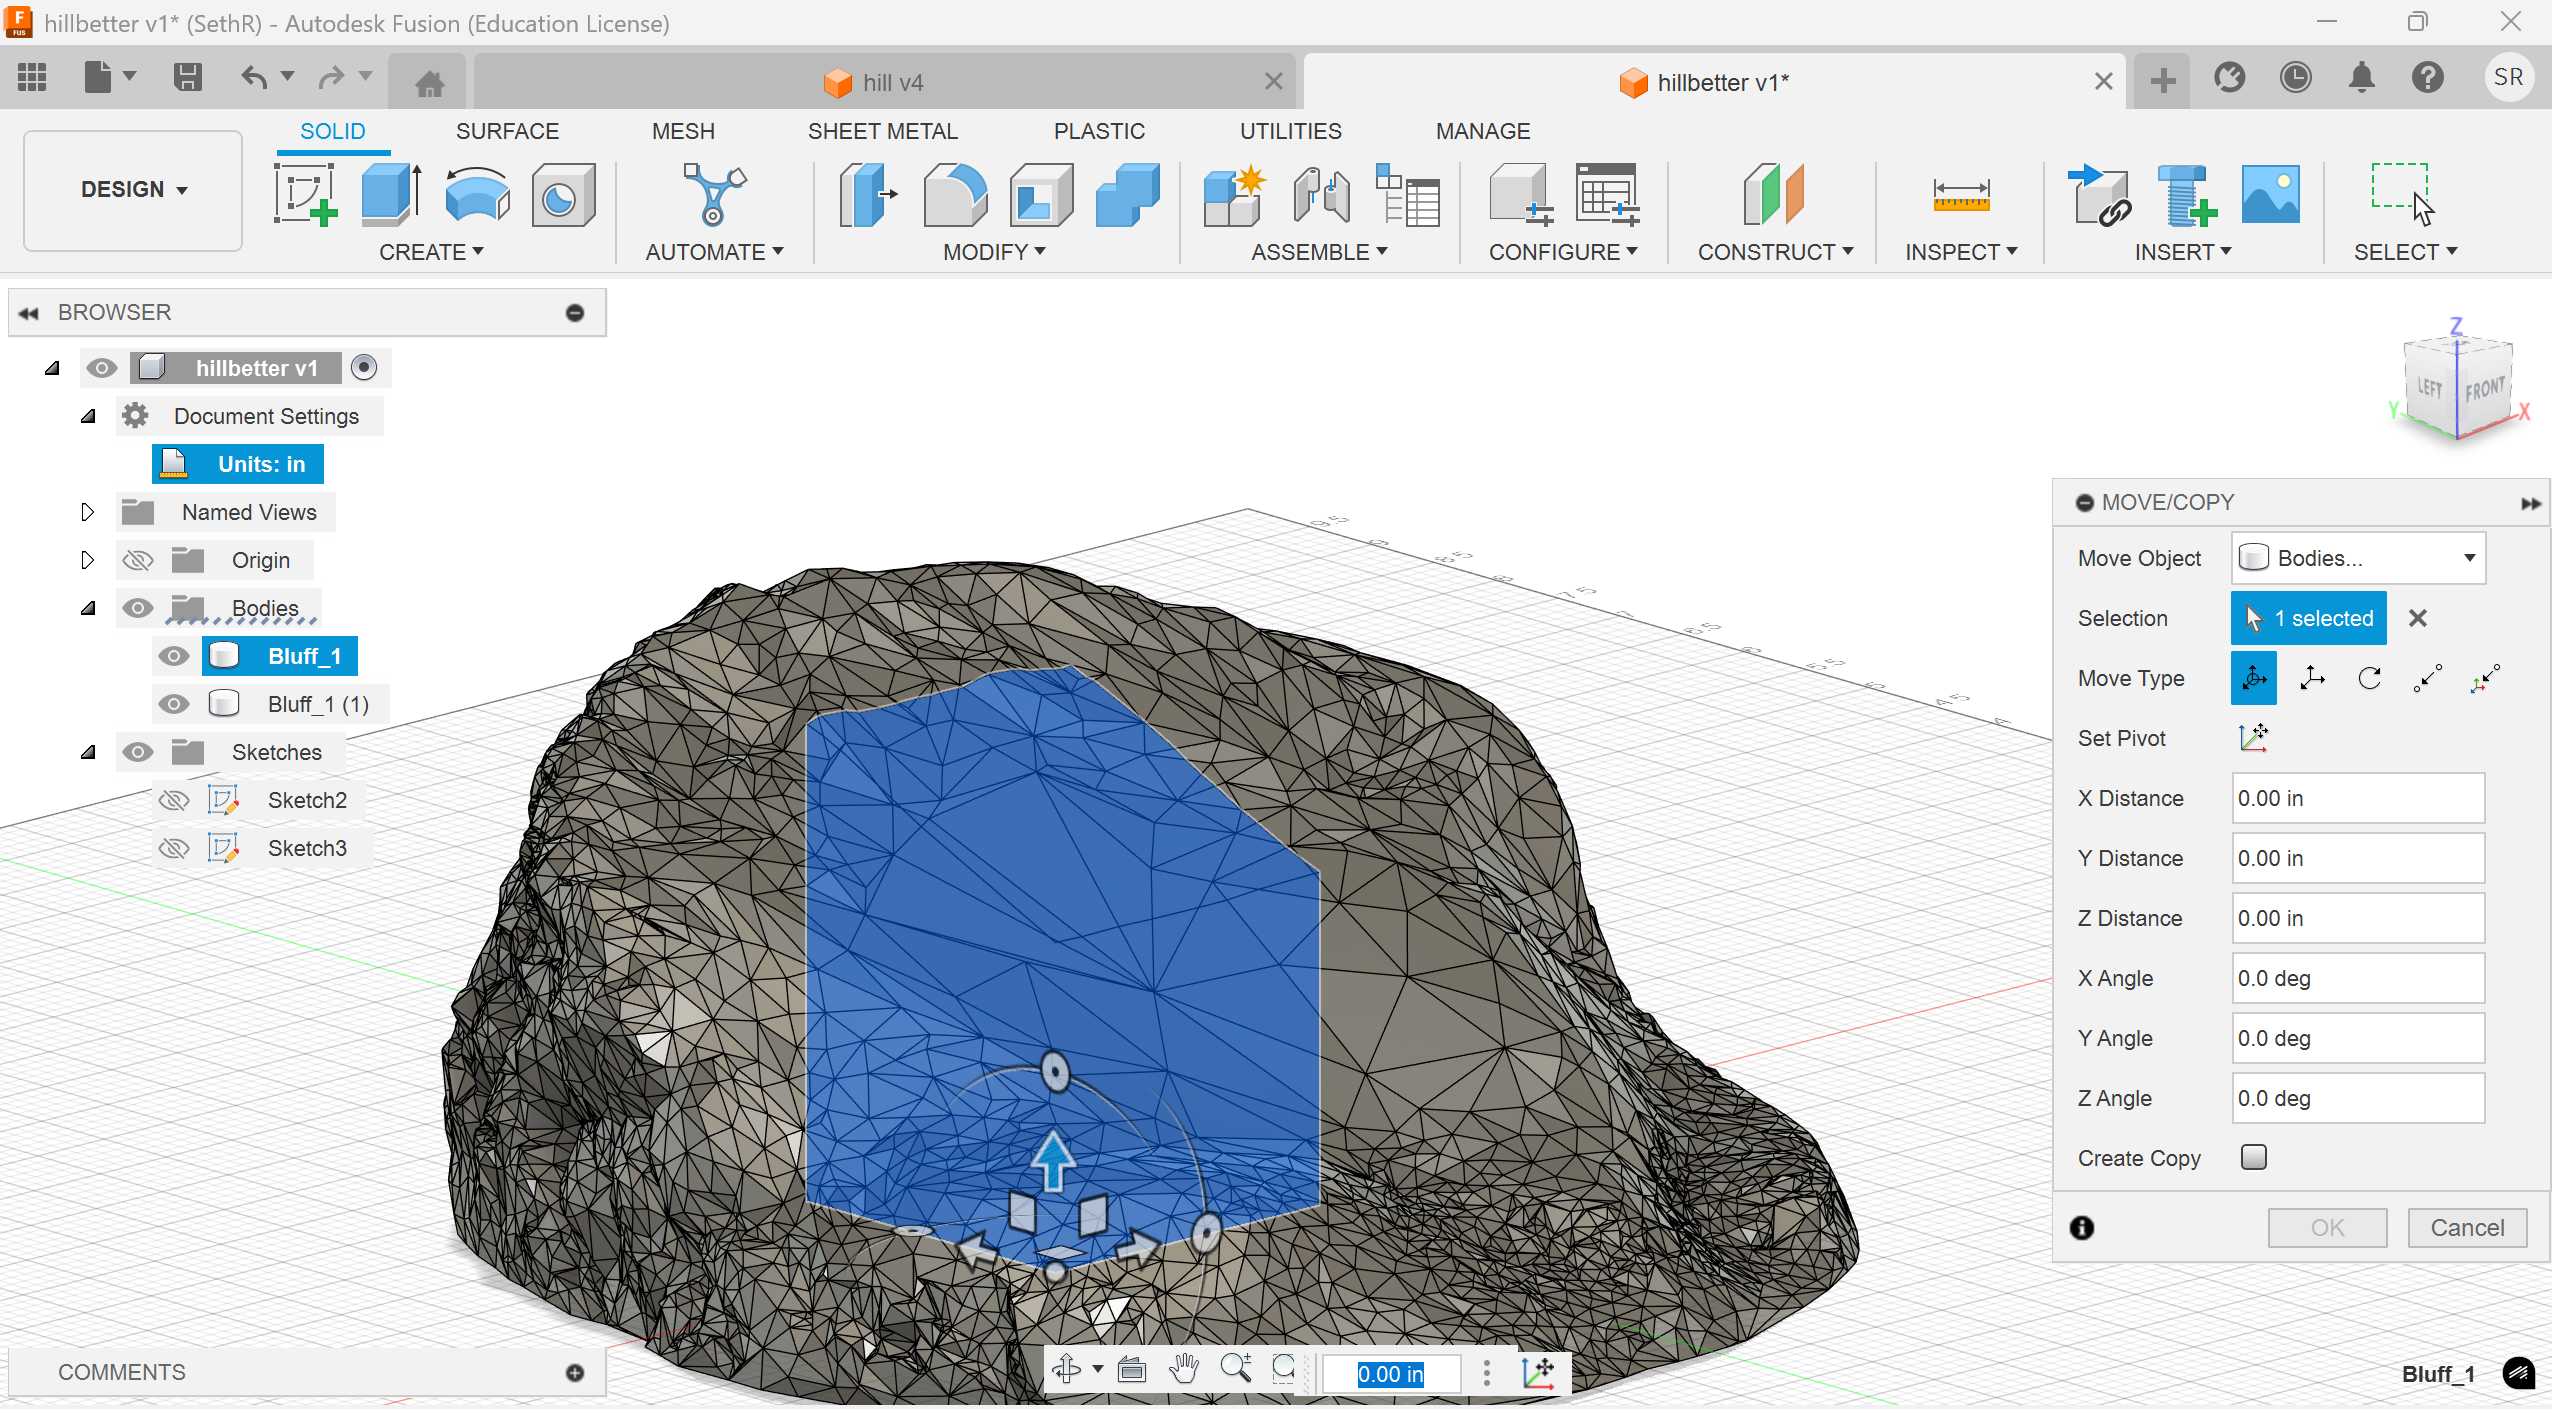 hillbetter v1* (SethR) - Autodesk Fusion (Education License)
hill v4
hillbetter v1*
SR
SOLID
SURFACE
MESH
SHEET METAL
PLASTIC
UTILITIES
MANAGE
DESIGN
CREATE
AUTOMATE
MODIFY
ASSEMBLE
CONFIGURE
CONSTRUCT
INSPECT
INSERT
SELECT
BROWSER
hillbetter v1
Document Settings
Units: in
Named Views
Origin
Bodies
Bluff_1
Bluff_1 (1)
Sketches
Sketch2
Sketch3
Z
LEFT
FRONT
Y
X
MOVE/COPY
Move Object
Bodies...
Selection
1 selected
Move Type
Set Pivot
X Distance
0.00 in
Y Distance
0.00 in
Z Distance
0.00 in
X Angle
0.0 deg
Y Angle
0.0 deg
Z Angle
0.0 deg
Create Copy
OK
Cancel
COMMENTS
0.00 in
Bluff_1